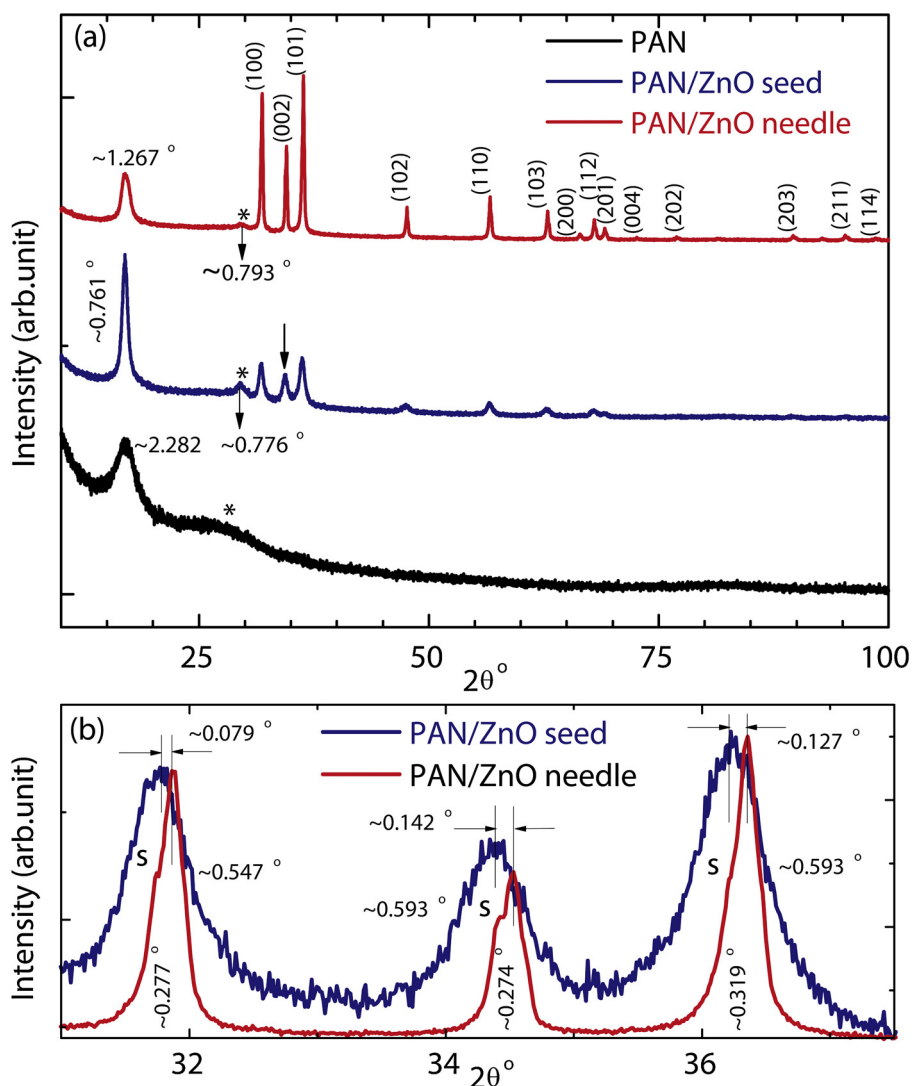 (a)
PAN
PAN/ZnO seed
PAN/ZnO needle
(100)
(002)
(101)
(102)
(110)
(103)
(200)
(112)
(201)
(004)
(202)
(203)
(211)
(114)
~1.267 °
*
~0.793 °
~0.761 °
*
~0.776 °
~2.282
*
Intensity (arb.unit)
25 50 75 100
2θ°
(b)
PAN/ZnO seed
PAN/ZnO needle
~0.079 °
~0.142 °
~0.127 °
S
~0.547 °
~0.593 °
S
S
~0.593 °
~0.277 °
~0.274 °
~0.319 °
Intensity (arb.unit)
32 34 36
2θ°